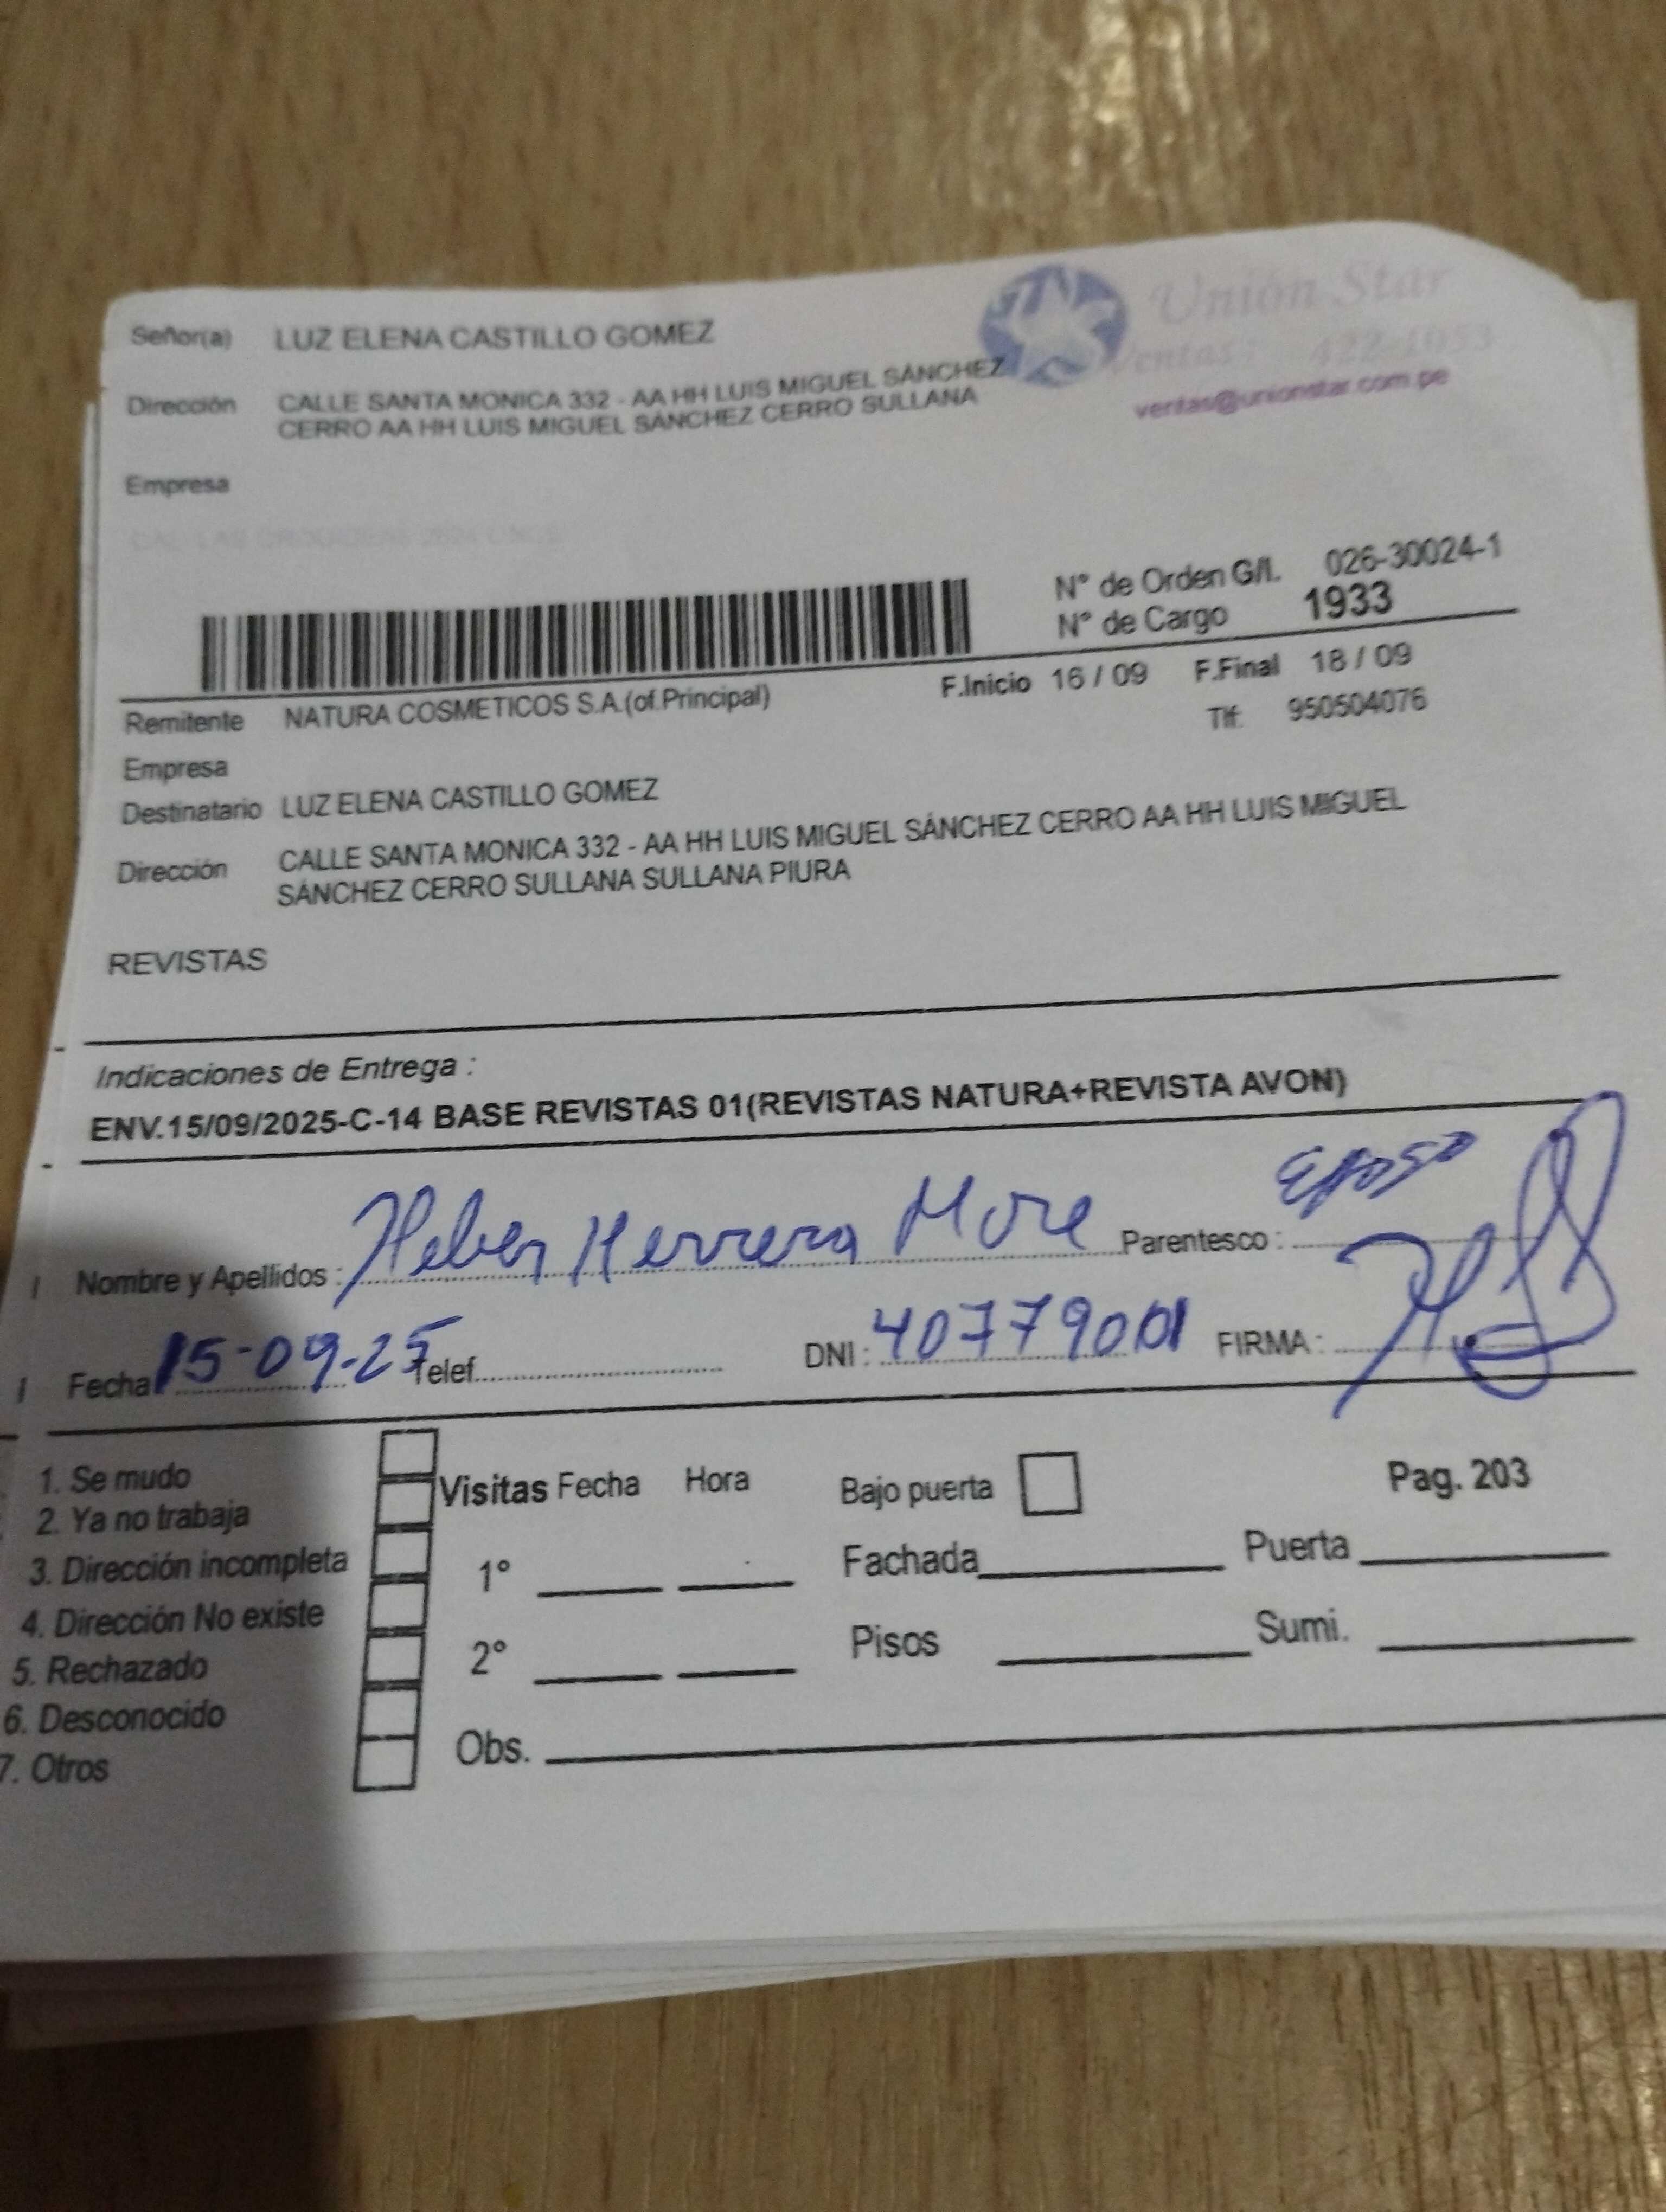 Señor(a) LUZ ELENA CASTILLO GOMEZ
Unión Star
Ventas: 422-1053
ventas@unionstar.com.pe
Dirección CALLE SANTA MONICA 332 - AA HH LUIS MIGUEL SÁNCHEZ
CERRO AA HH LUIS MIGUEL SÁNCHEZ CERRO SULLANA
Empresa
N° de Orden G/I. 026-30024-1
N° de Cargo 1933
F.Inicio 16 / 09 F.Final 18 / 09
Remitente NATURA COSMETICOS S.A.(of.Principal)
Tlf: 950504076
Empresa
Destinatario LUZ ELENA CASTILLO GOMEZ
Dirección CALLE SANTA MONICA 332 - AA HH LUIS MIGUEL SÁNCHEZ CERRO AA HH LUIS MIGUEL
SÁNCHEZ CERRO SULLANA SULLANA PIURA
REVISTAS
Indicaciones de Entrega :
ENV.15/09/2025-C-14 BASE REVISTAS 01(REVISTAS NATURA+REVISTA AVON)
Nombre y Apellidos : Heber Herrera More Parentesco : Esposo
Fecha 15-09-25 Telef. DNI : 40779001 FIRMA :
1. Se mudo
2. Ya no trabaja
3. Dirección incompleta
4. Dirección No existe
5. Rechazado
6. Desconocido
7. Otros
Visitas Fecha Hora
1°
2°
Obs.
Bajo puerta
Pag. 203
Fachada Puerta
Pisos Sumi.